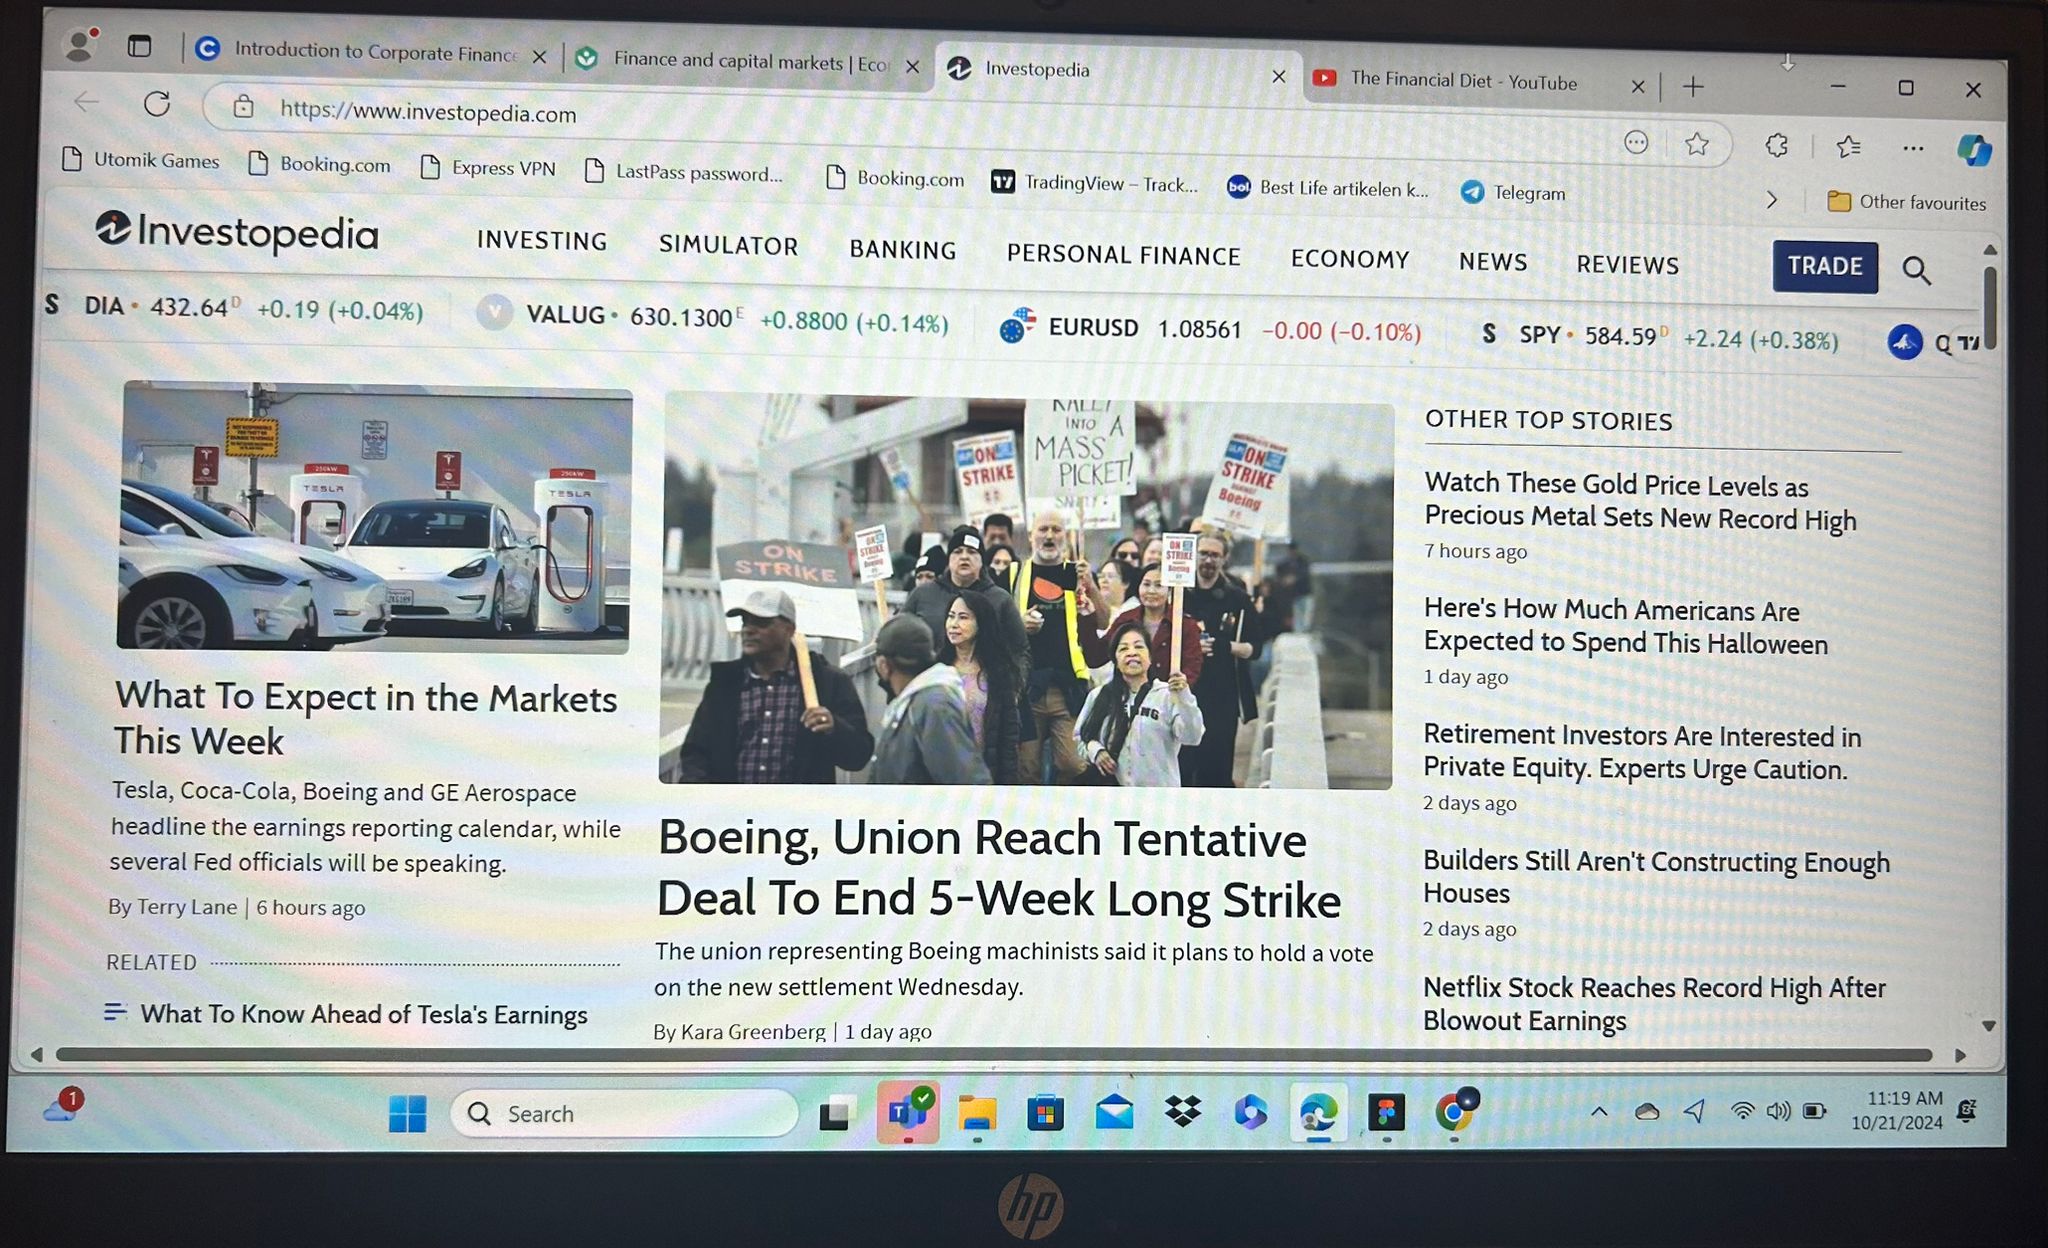 Introduction to Corporate Finance
Finance and capital markets | Eco
Investopedia
The Financial Diet - YouTube
https://www.investopedia.com
Utomik Games
Booking.com
Express VPN
LastPass password...
Booking.com
TradingView – Track...
bol
Best Life artikelen k...
Telegram
Other favourites
Investopedia
INVESTING
SIMULATOR
BANKING
PERSONAL FINANCE
ECONOMY
NEWS
REVIEWS
TRADE
S DIA • 432.64 D +0.19 (+0.04%)
V VALUG • 630.1300 E +0.8800 (+0.14%)
EURUSD 1.08561 −0.00 (−0.10%)
S SPY • 584.59 D +2.24 (+0.38%)
Q
250kW
TESLA
250kW
TESLA
INTO A
MASS
PICKET!
ON
STRIKE
ON
STRIKE
Boeing
ON
STRIKE
ON
STRIKE
Boeing
ON
STRIKE
Boeing
What To Expect in the Markets
This Week
Tesla, Coca-Cola, Boeing and GE Aerospace
headline the earnings reporting calendar, while
several Fed officials will be speaking.
By Terry Lane | 6 hours ago
RELATED
What To Know Ahead of Tesla's Earnings
Boeing, Union Reach Tentative
Deal To End 5-Week Long Strike
The union representing Boeing machinists said it plans to hold a vote
on the new settlement Wednesday.
By Kara Greenberg | 1 day ago
OTHER TOP STORIES
Watch These Gold Price Levels as
Precious Metal Sets New Record High
7 hours ago
Here's How Much Americans Are
Expected to Spend This Halloween
1 day ago
Retirement Investors Are Interested in
Private Equity. Experts Urge Caution.
2 days ago
Builders Still Aren't Constructing Enough
Houses
2 days ago
Netflix Stock Reaches Record High After
Blowout Earnings
1
Search
11:19 AM
10/21/2024
hp